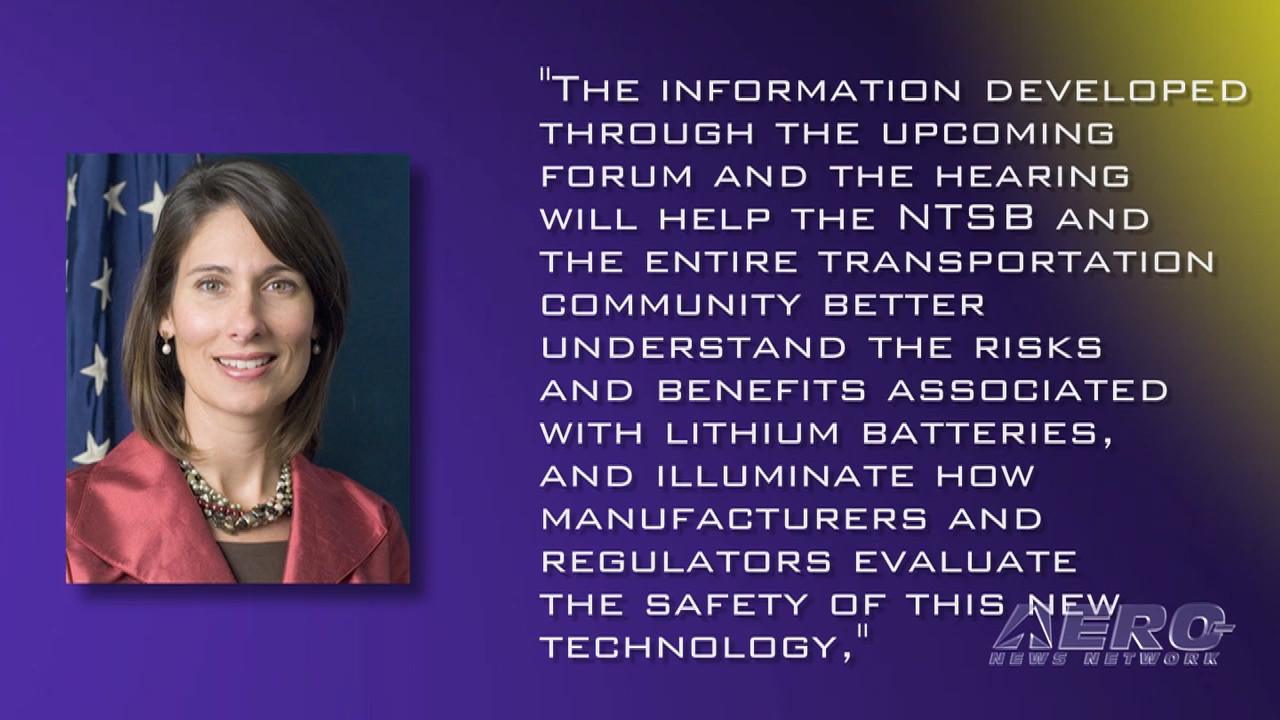 "The information developed
through the upcoming
forum and the hearing
will help the NTSB and
the entire transportation
community better
understand the risks
and benefits associated
with lithium batteries,
and illuminate how
manufacturers and
regulators evaluate
the safety of this new
technology,"
AERO-
NEWS NETWORK